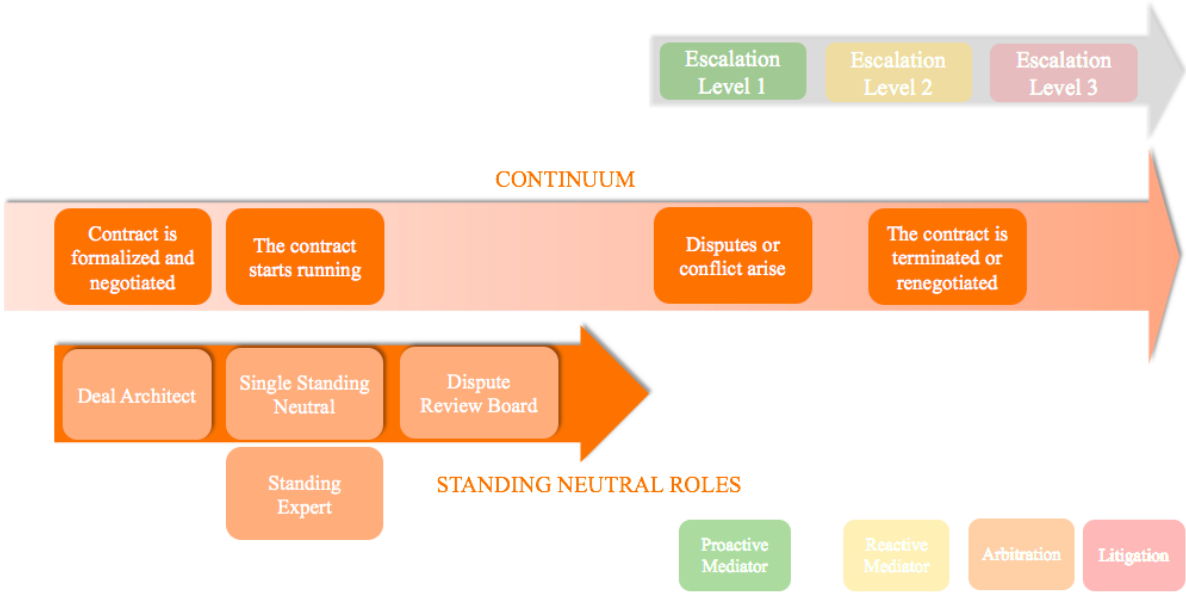 Escalation
Level 1
Escalation
Level 2
Escalation
Level 3
CONTINUUM
Contract is
formalized and
negotiated
The contract
starts running
Disputes or
conflict arise
The contract is
terminated or
renegotiated
Deal Architect
Single Standing
Neutral
Dispute
Review Board
Standing
Expert
STANDING NEUTRAL ROLES
Proactive
Mediator
Reactive
Mediator
Arbitration
Litigation